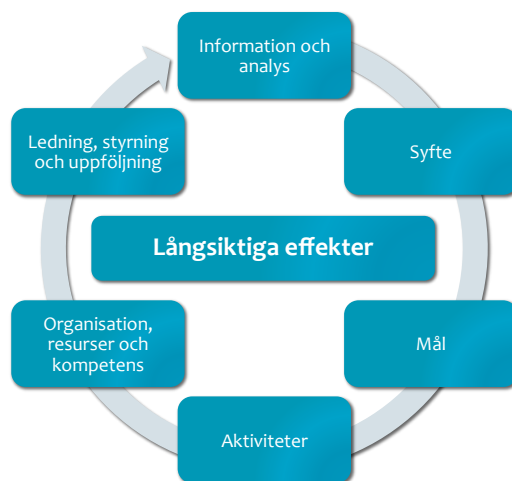 Information och
analys
Syfte
Mål
Aktiviteter
Organisation,
resurser och
kompetens
Ledning, styrning
och uppföljning
Långsiktiga effekter